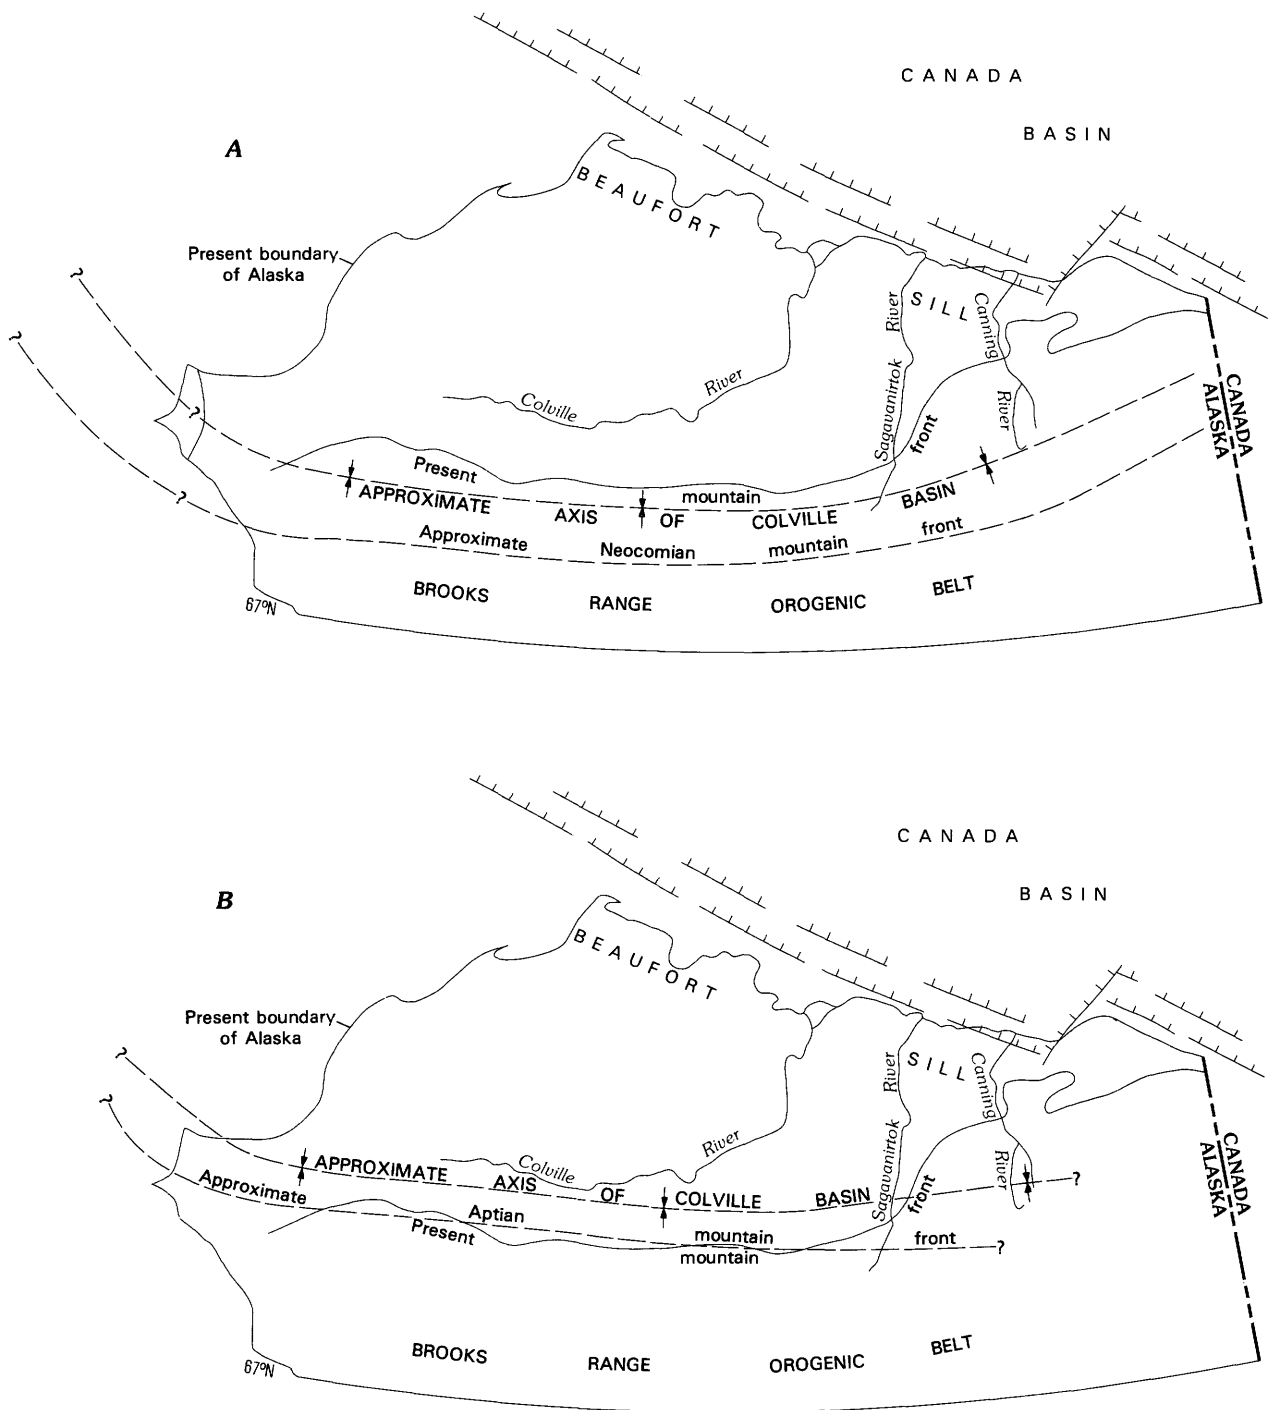 CANADA
BASIN
A
BEAUFORT
Present boundary
of Alaska
?
?
SILL
River
Canning
Sagavanirtok
River
River
Colville
?
front
CANADA
ALASKA
Present
mountain
APPROXIMATE AXIS OF COLVILLE BASIN
?
Approximate Neocomian mountain front
BROOKS RANGE OROGENIC BELT
67°N
CANADA
BASIN
B
BEAUFORT
Present boundary
of Alaska
?
?
SILL
River
Canning
Sagavanirtok
River
River
Colville
CANADA
ALASKA
APPROXIMATE AXIS OF COLVILLE BASIN
?
front
Approximate Aptian mountain front
?
Present
mountain
BROOKS RANGE OROGENIC BELT
67°N